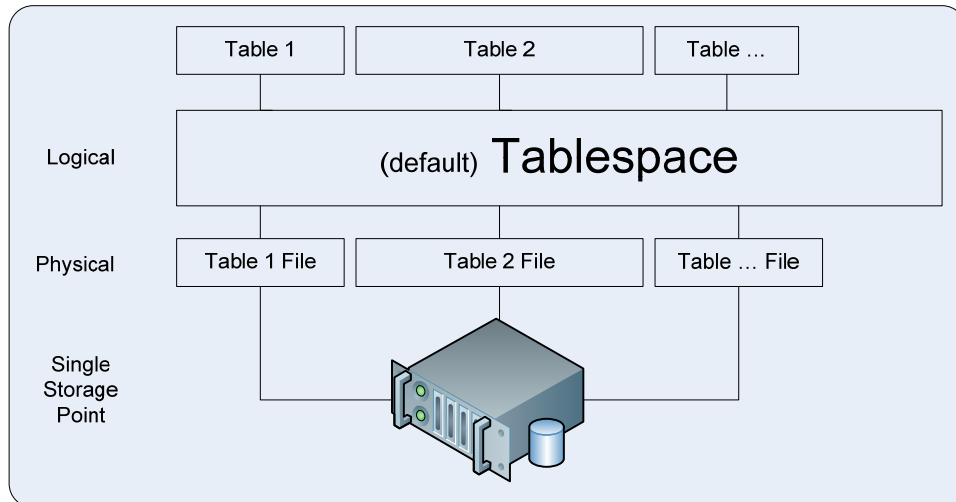 Table 1
Table 2
Table …
Logical
(default) Tablespace
Physical
Table 1 File
Table 2 File
Table … File
Single
Storage
Point